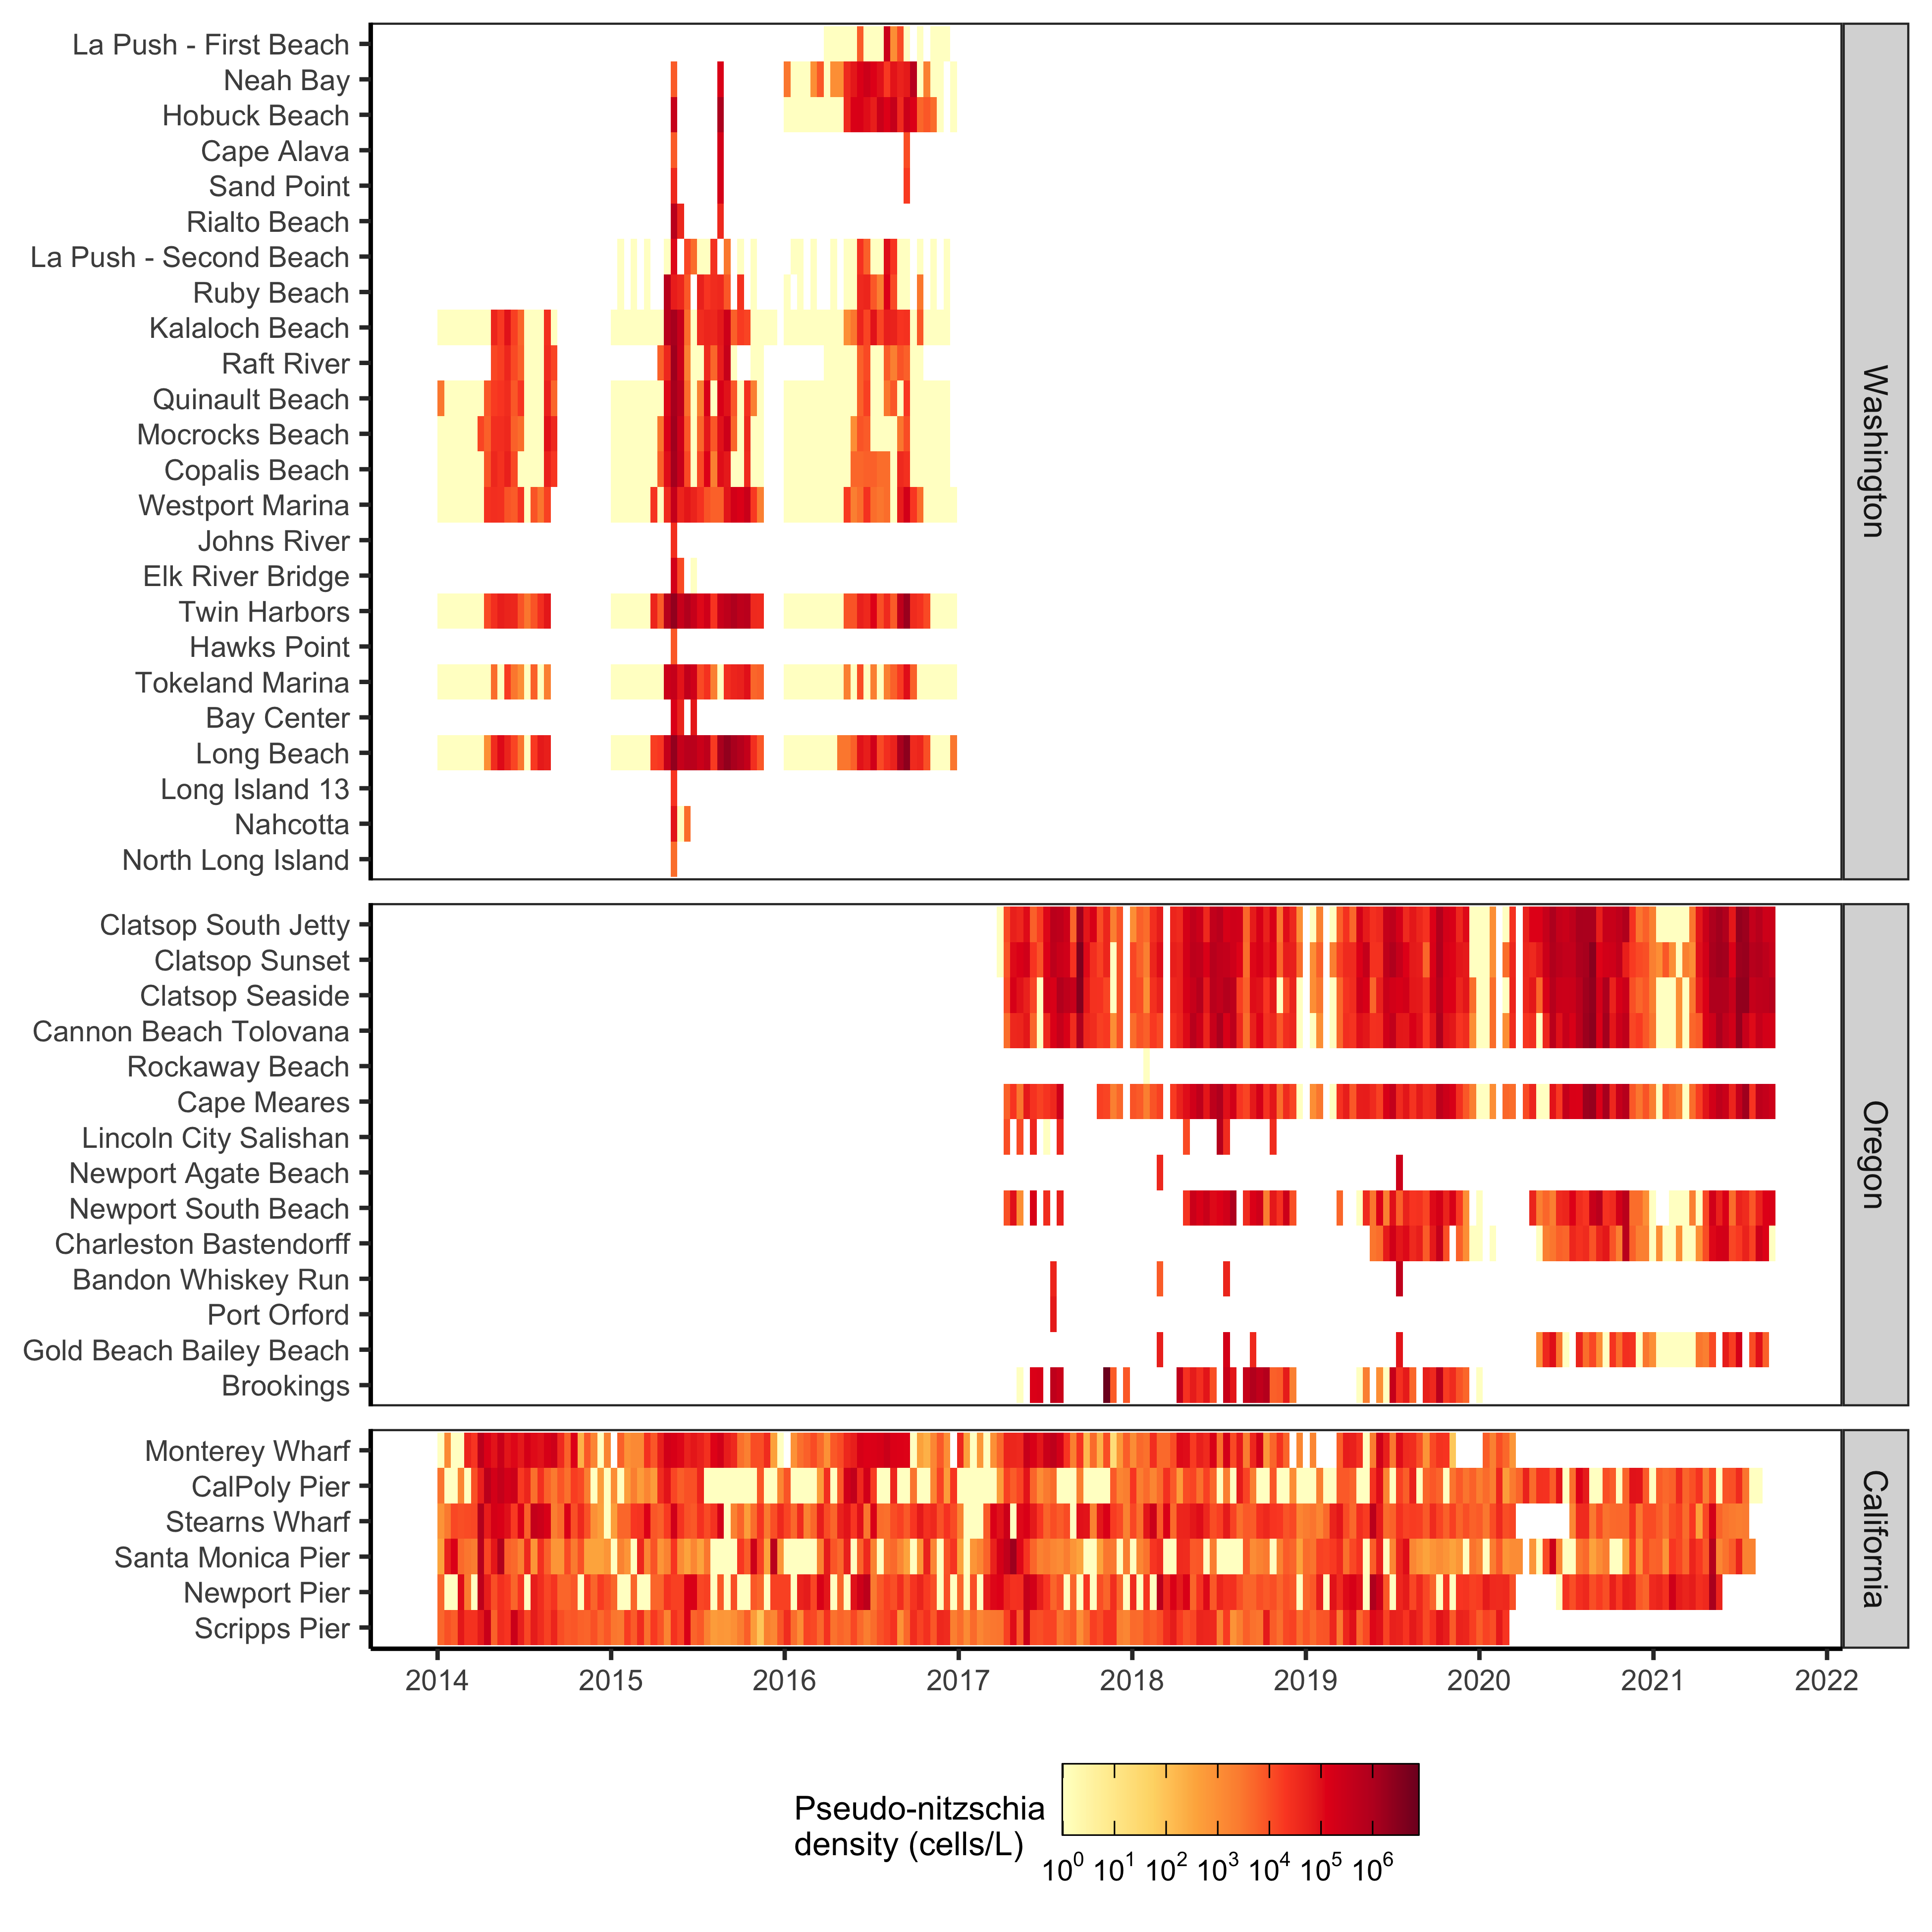 La Push - First Beach
Neah Bay
Hobuck Beach
Cape Alava
Sand Point
Rialto Beach
La Push - Second Beach
Ruby Beach
Kalaloch Beach
Raft River
Quinault Beach
Mocrocks Beach
Copalis Beach
Westport Marina
Johns River
Elk River Bridge
Twin Harbors
Hawks Point
Tokeland Marina
Bay Center
Long Beach
Long Island 13
Nahcotta
North Long Island
Washington
Clatsop South Jetty
Clatsop Sunset
Clatsop Seaside
Cannon Beach Tolovana
Rockaway Beach
Cape Meares
Lincoln City Salishan
Newport Agate Beach
Newport South Beach
Charleston Bastendorff
Bandon Whiskey Run
Port Orford
Gold Beach Bailey Beach
Brookings
Oregon
Monterey Wharf
CalPoly Pier
Stearns Wharf
Santa Monica Pier
Newport Pier
Scripps Pier
California
2014 2015 2016 2017 2018 2019 2020 2021 2022
Pseudo-nitzschia
density (cells/L)
10⁰ 10¹ 10² 10³ 10⁴ 10⁵ 10⁶